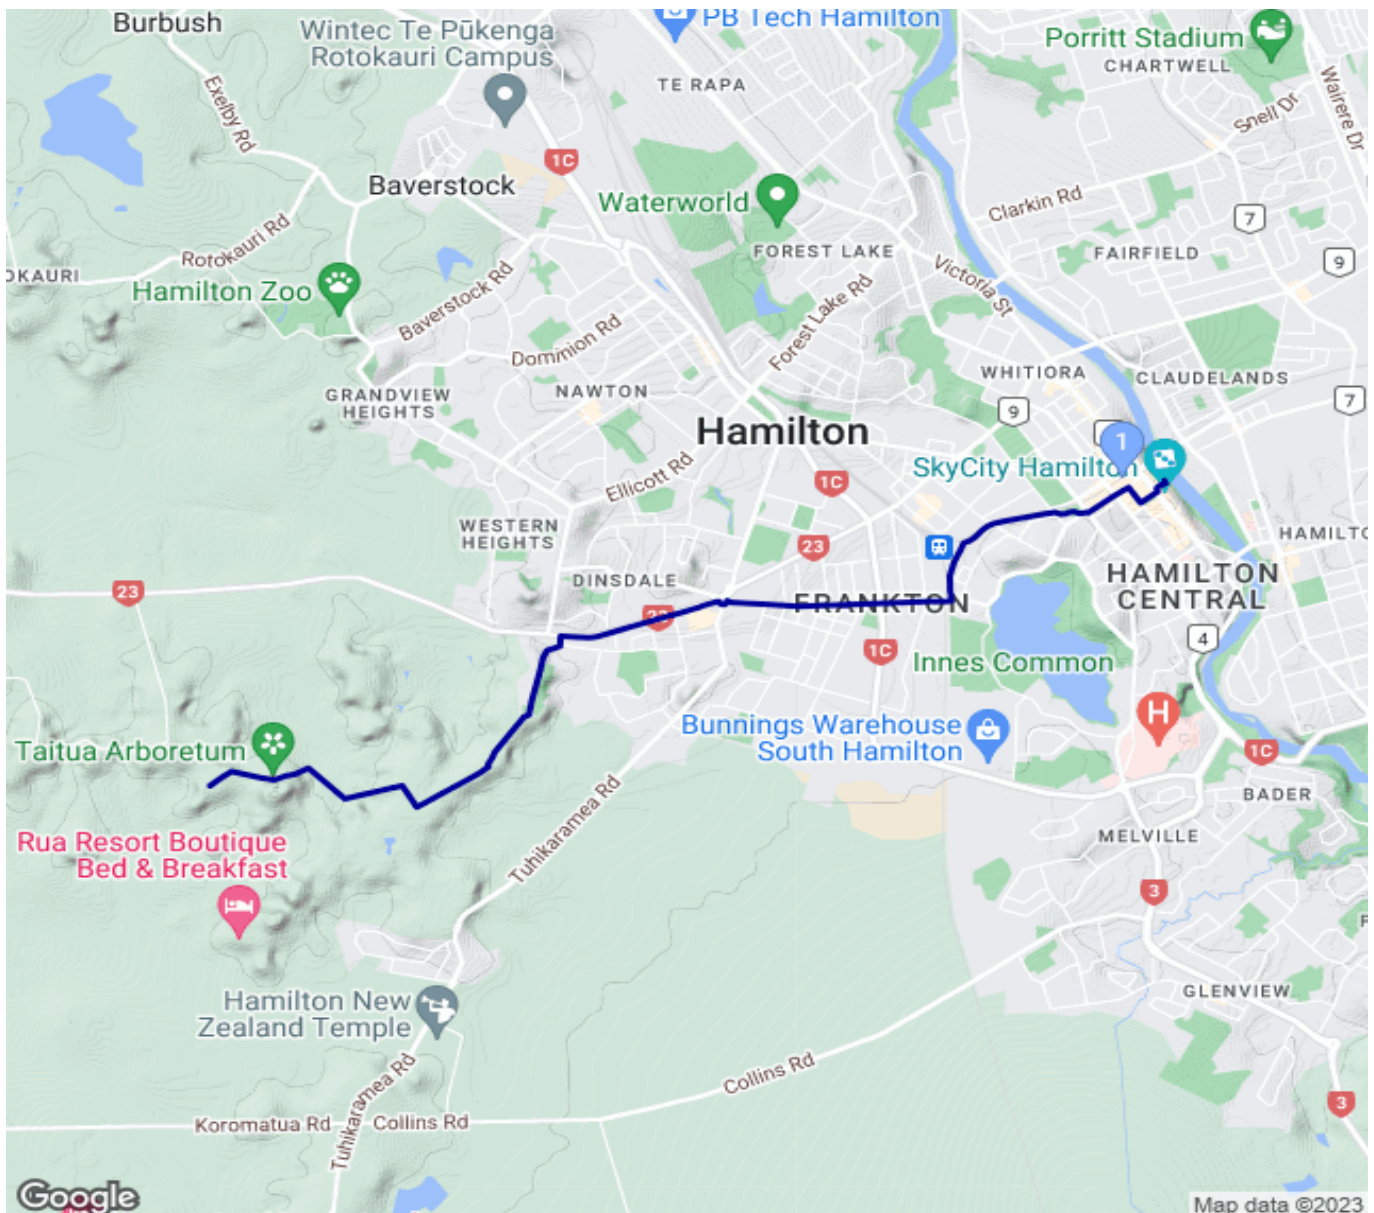 Burbush
Wintec Te Pūkenga
Rotokauri Campus
PB Tech Hamilton
Porritt Stadium
CHARTWELL
TE RAPA
Exelby Rd
Snell Dr
Wairere Dr
1C
Baverstock
Waterworld
Clarkin Rd
7
Rotokauri Rd
FOREST LAKE
FAIRFIELD
9
OKAURI
Hamilton Zoo
Baverstock Rd
Victoria St
Forest Lake Rd
Dominion Rd
WHITIORA
CLAUDELANDS
GRANDVIEW
HEIGHTS
NAWTON
9
7
Hamilton
1
SkyCity Hamilton
Ellicott Rd
1C
WESTERN
HEIGHTS
23
HAMILTO
DINSDALE
HAMILTON
CENTRAL
23
FRANKTON
23
4
1C
Innes Common
H
Bunnings Warehouse
South Hamilton
Taitua Arboretum
1C
BADER
Tuhikaramea Rd
Rua Resort Boutique
Bed & Breakfast
MELVILLE
3
Hamilton New
Zealand Temple
GLENVIEW
Collins Rd
Tuhikaramea Rd
3
Koromatua Rd
Collins Rd
Google
Map data ©2023